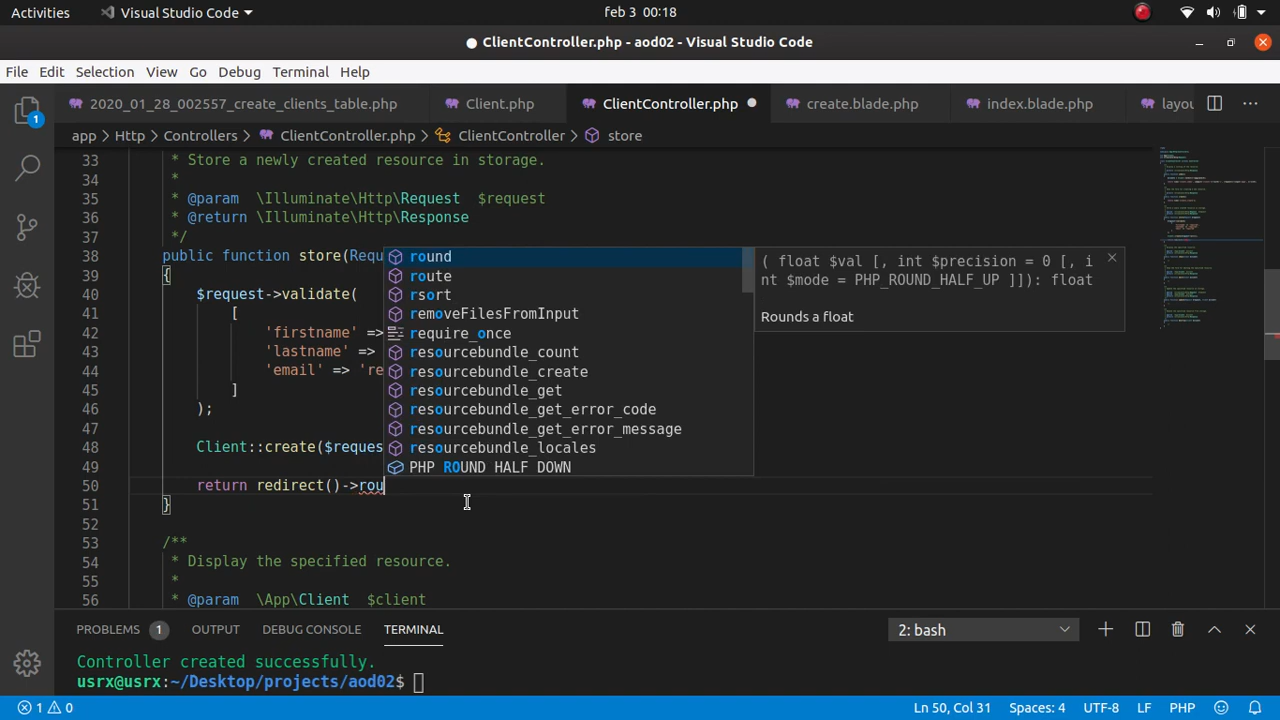 Activities
Visual Studio Code
feb 3 00:18
ClientController.php - aod02 - Visual Studio Code
File Edit Selection View Go Debug Terminal Help
2020_01_28_002557_create_clients_table.php Client.php ClientController.php create.blade.php index.blade.php layou
1
app > Http > Controllers > ClientController.php > ClientController > store
33 * Store a newly created resource in storage.
34 *
35 * @param \Illuminate\Http\Request $request
36 * @return \Illuminate\Http\Response
37 */
38 public function store(Requ
39 {
40 $request->validate(
41 [
42 'firstname' =>
43 'lastname' =>
44 'email' => 're
45 ]
46 );
47
48 Client::create($reques
49
50 return redirect()->rou
51 }
52
53 /**
54 * Display the specified resource.
55 *
56 * @param \App\Client $client
round
route
rsort
removeFilesFromInput
require_once
resourcebundle_count
resourcebundle_create
resourcebundle_get
resourcebundle_get_error_code
resourcebundle_get_error_message
resourcebundle_locales
PHP_ROUND_HALF_DOWN
( float $val [, int $precision = 0 [, i
nt $mode = PHP_ROUND_HALF_UP ]]): float
Rounds a float
PROBLEMS 1 OUTPUT DEBUG CONSOLE TERMINAL 2: bash
Controller created successfully.
usrx@usrx:~/Desktop/projects/aod02$
1 0 Ln 50, Col 31 Spaces: 4 UTF-8 LF PHP